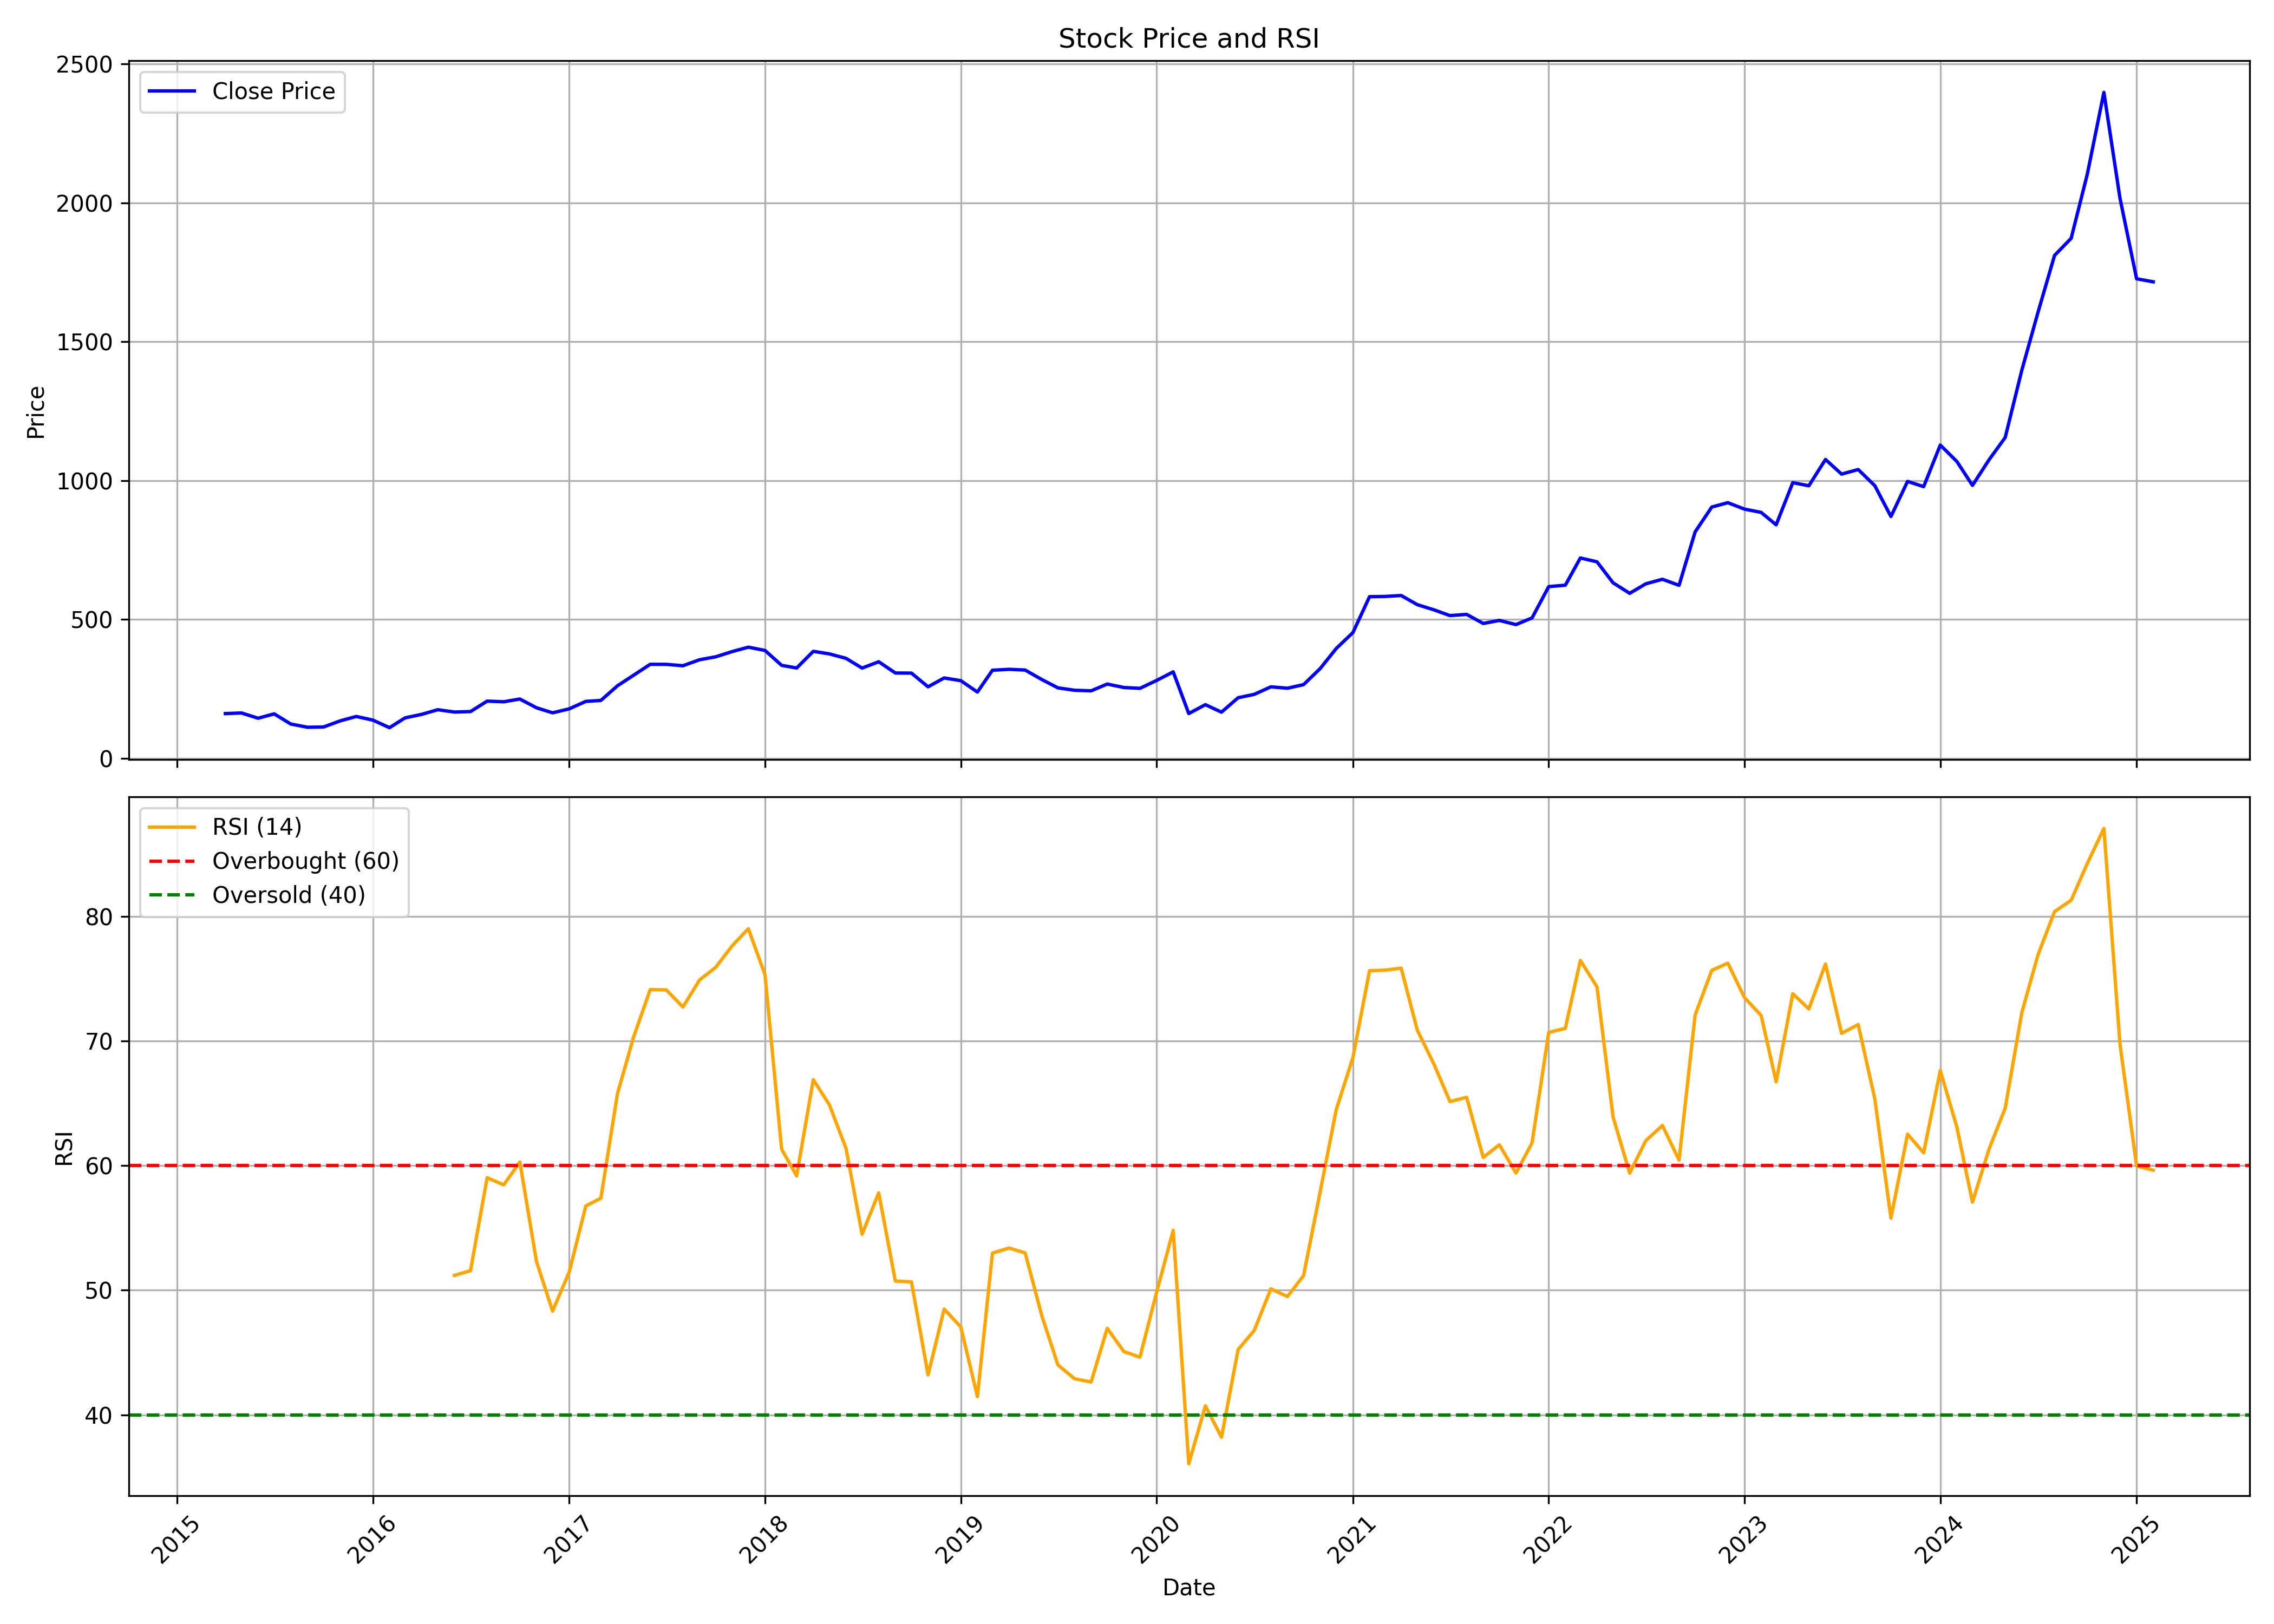 Stock Price and RSI
2500
2000
1500
1000
500
0
Price
Close Price
80
70
60
50
40
RSI
RSI (14)
Overbought (60)
Oversold (40)
2015
2016
2017
2018
2019
2020
2021
2022
2023
2024
2025
Date